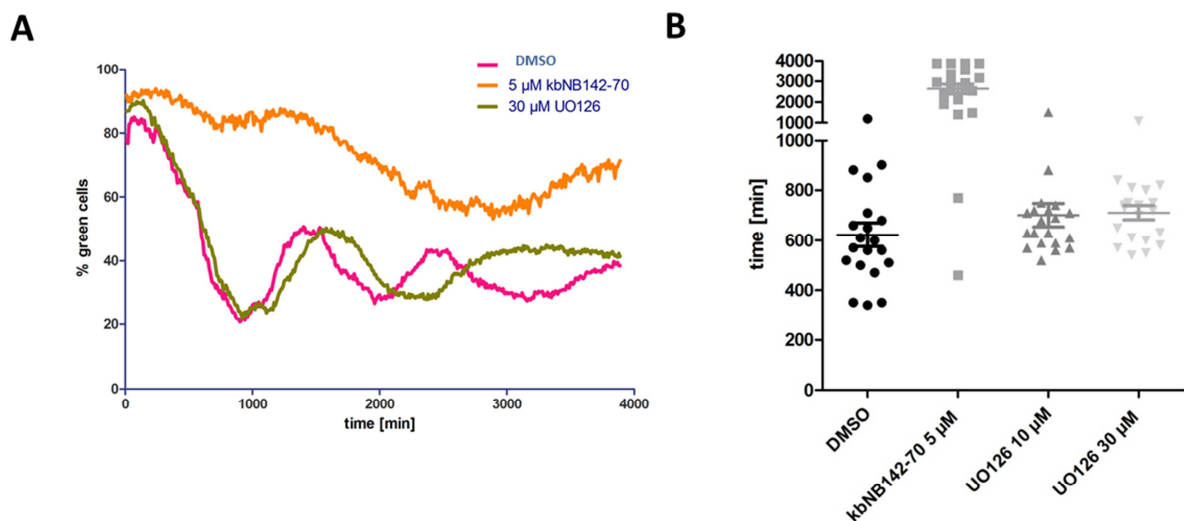 A
B
DMSO
5 µM kbNB142-70
30 µM UO126
100
80
60
40
20
0
% green cells
0 1000 2000 3000 4000
time [min]
4000
3000
2000
1000
1000
800
600
400
200
0
time [min]
DMSO
kbNB142-70 5 µM
UO126 10 µM
UO126 30 µM